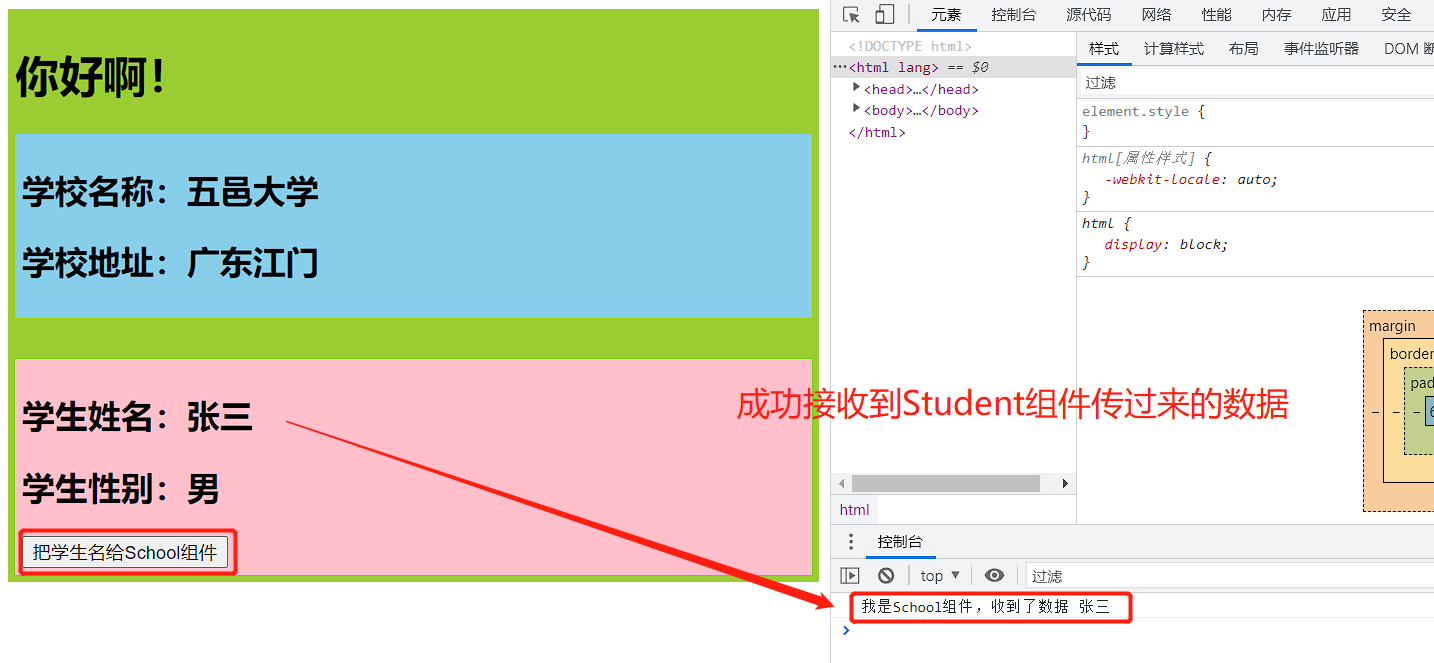 你好啊！
学校名称：五邑大学
学校地址：广东江门
学生姓名：张三
学生性别：男
把学生名给School组件
元素 控制台 源代码 网络 性能 内存 应用 安全
<!DOCTYPE html>
···<html lang> == $0
<head>…</head>
<body>…</body>
</html>
html
样式 计算样式 布局 事件监听器 DOM 断
过滤
element.style {
}
html[属性样式] {
-webkit-locale: auto;
}
html {
display: block;
}
margin
border
pad
6
成功接收到Student组件传过来的数据
控制台
top ▼ 过滤
我是School组件，收到了数据 张三